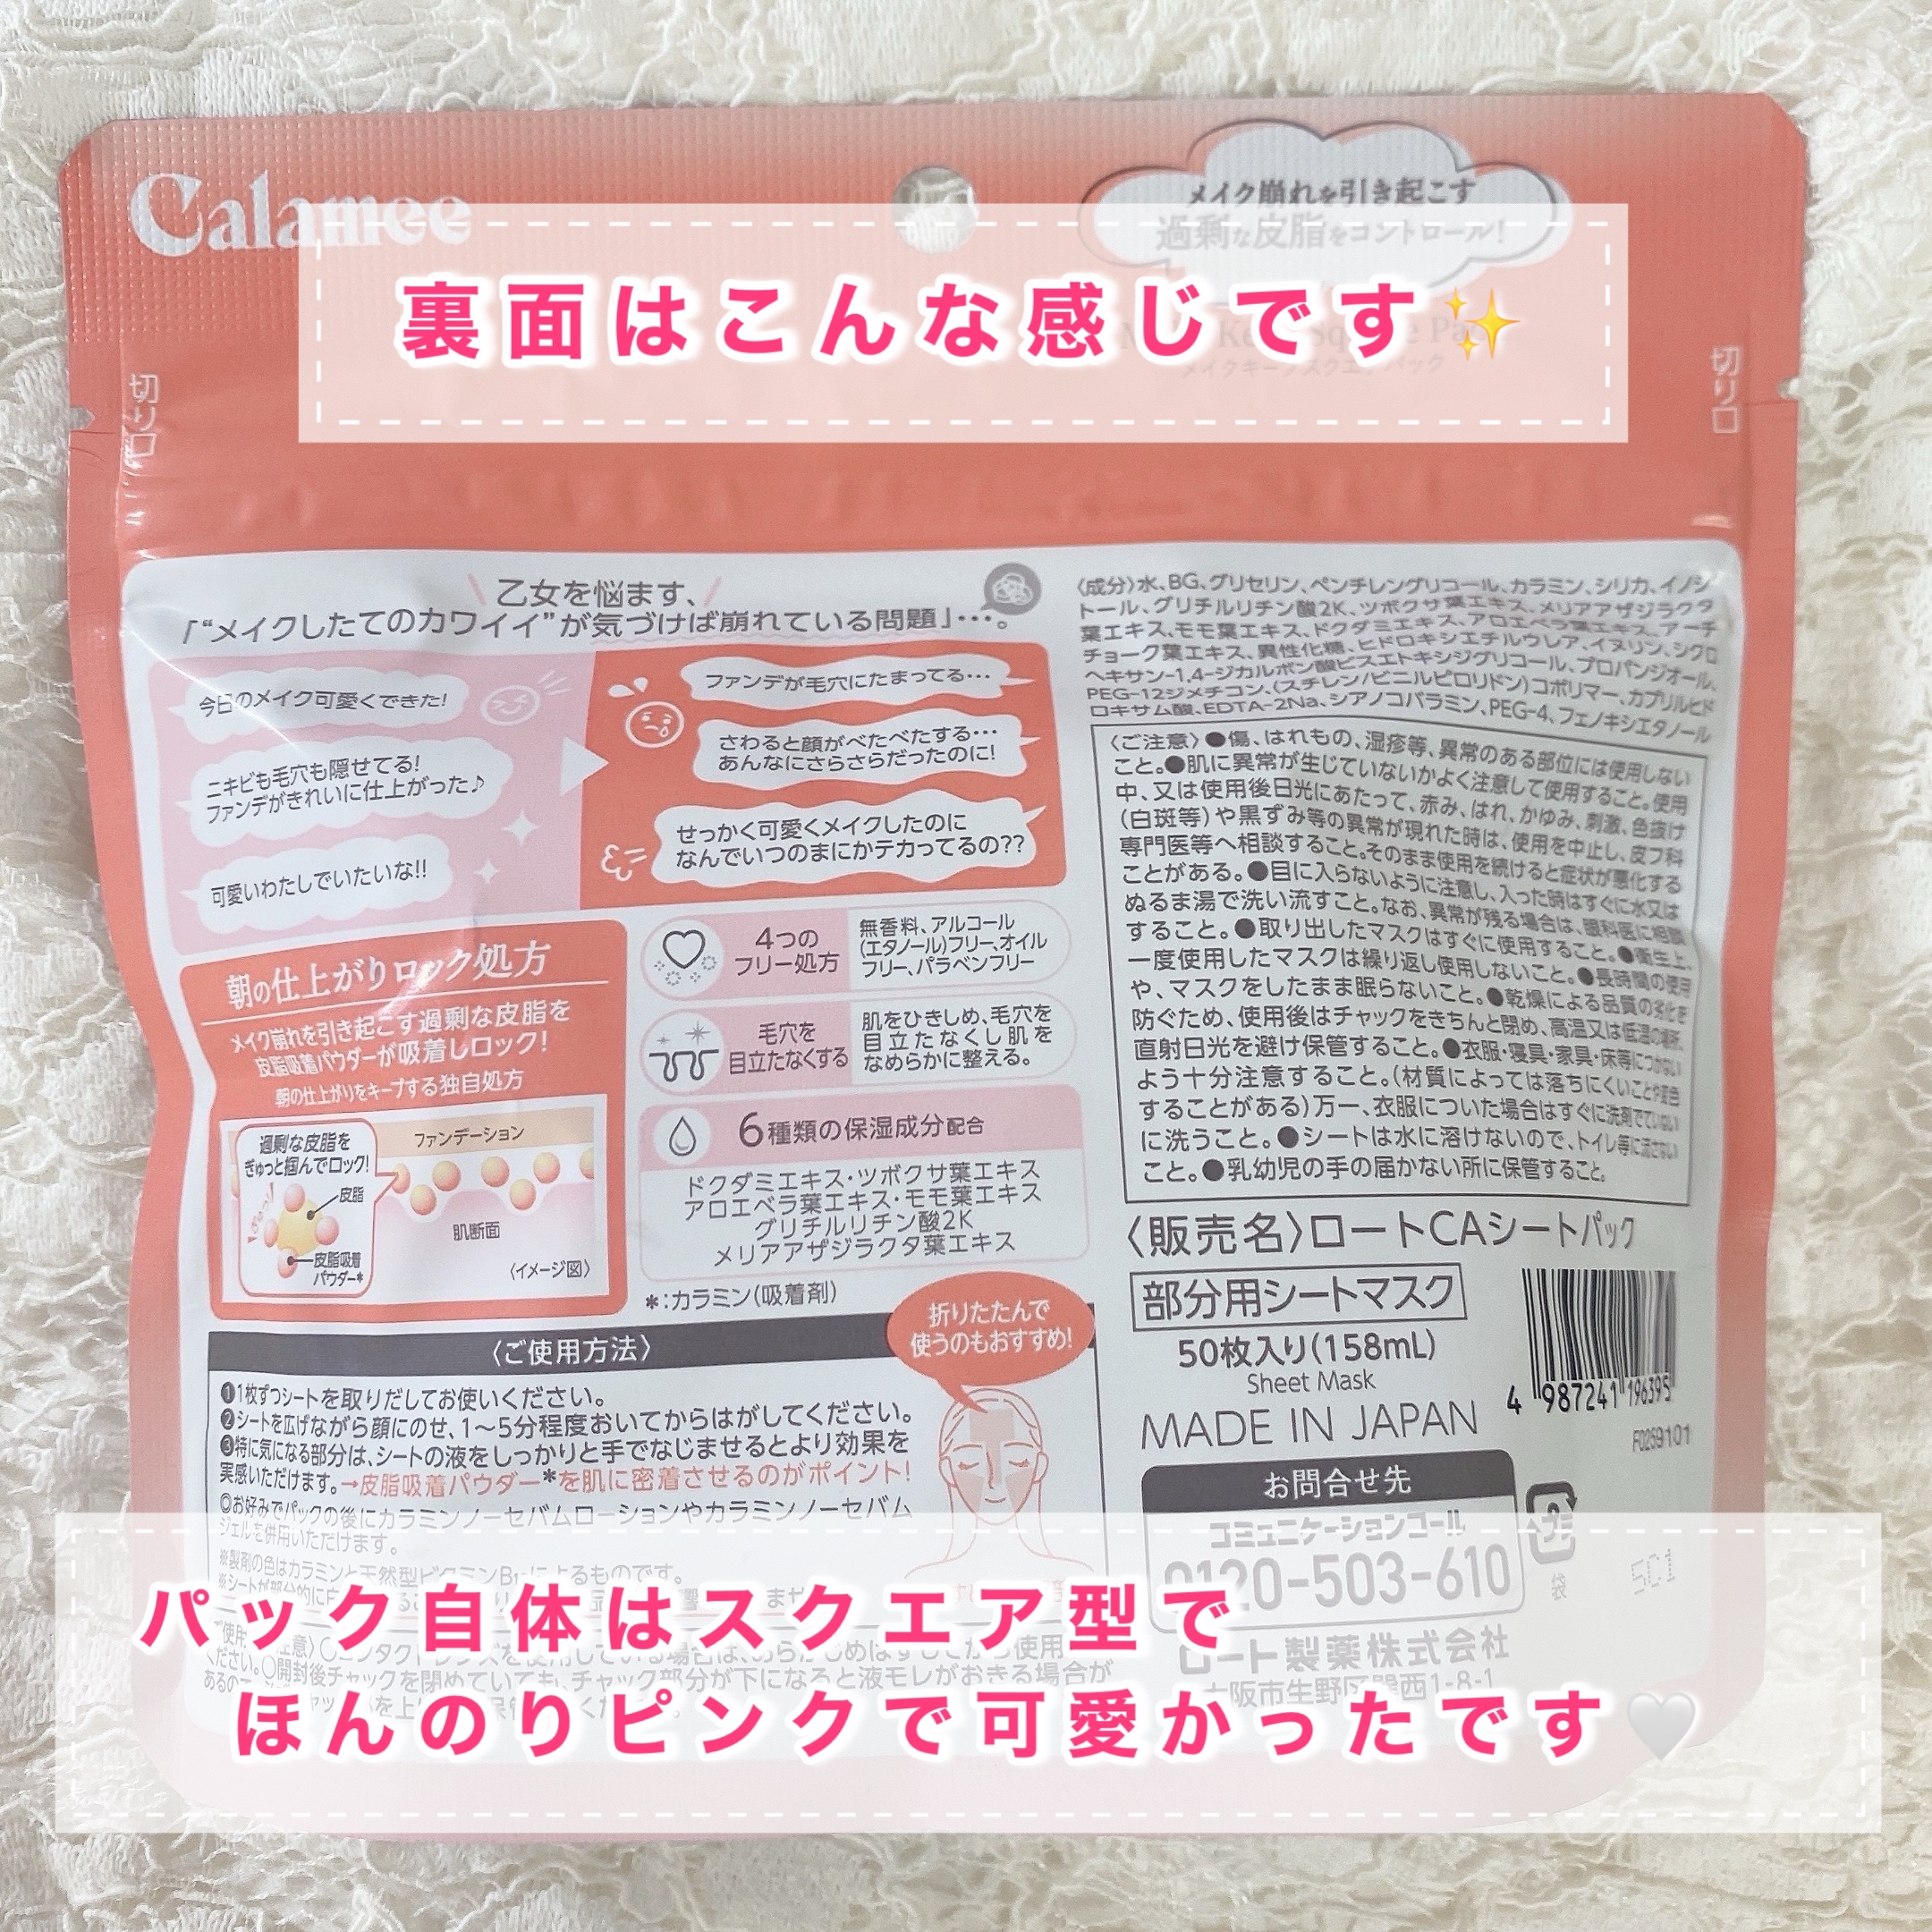 Calamee
メイク崩れを引き起こす
過剰な皮脂をコントロール!
裏面はこんな感じです✨
切り口
切り口
乙女を悩ます、
「“メイクしたてのカワイイ”が気づけば崩れている問題」…。
今日のメイク可愛くできた!
ニキビも毛穴も隠せてる!
ファンデがきれいに仕上がった♪
可愛いわたしでいたいな!!
ファンデが毛穴にたまってる…
さわると顔がべたべたする…
あんなにさらさらだったのに!
せっかく可愛くメイクしたのに
なんでいつのまにかテカってるの??
朝の仕上がりロック処方
メイク崩れを引き起こす過剰な皮脂を
皮脂吸着パウダーが吸着しロック!
朝の仕上がりをキープする独自処方
過剰な皮脂を
ぎゅっと掴んでロック!
皮脂
皮脂吸着
パウダー*
ファンデーション
肌断面
〈イメージ図〉
4つの
フリー処方
無香料、アルコール
(エタノール)フリー、オイル
フリー、パラベンフリー
毛穴を
目立たなくする
肌をひきしめ、毛穴を
目立たなくし肌を
なめらかに整える。
6種類の保湿成分配合
ドクダミエキス・ツボクサ葉エキス
アロエベラ葉エキス・モモ葉エキス
グリチルリチン酸2K
メリアアザジラクタ葉エキス
*:カラミン(吸着剤)
〈ご使用方法〉
折りたたんで
使うのもおすすめ!
❶1枚ずつシートを取りだしてお使いください。
❷シートを広げながら顔にのせ、1〜5分程度おいてからはがしてください。
❸特に気になる部分は、シートの液をしっかりと手でなじませるとより効果を
実感いただけます。→皮脂吸着パウダー*を肌に密着させるのがポイント!
◎お好みでパックの後にカラミンノーセバムローションやカラミンノーセバム
ジェルを併用いただけます。
※製剤の色はカラミンと天然型ビタミンB₁₂によるものです。
〈成分〉水、BG、グリセリン、ペンチレングリコール、カラミン、シリカ、イノシ
トール、グリチルリチン酸2K、ツボクサ葉エキス、メリアアザジラクタ
葉エキス、モモ葉エキス、ドクダミエキス、アロエベラ葉エキス、アーチ
チョーク葉エキス、異性化糖、ヒドロキシエチルウレア、イヌリン、シクロ
ヘキサン-1,4-ジカルボン酸ビスエトキシジグリコール、プロパンジオール、
PEG-12ジメチコン、(スチレン/ビニルピロリドン)コポリマー、カプリルヒド
ロキサム酸、EDTA-2Na、シアノコバラミン、PEG-4、フェノキシエタノール
〈ご注意〉●傷、はれもの、湿疹等、異常のある部位には使用しない
こと。●肌に異常が生じていないかよく注意して使用すること。使用
中、又は使用後日光にあたって、赤み、はれ、かゆみ、刺激、色抜け
(白斑等)や黒ずみ等の異常が現れた時は、使用を中止し、皮フ科
専門医等へ相談すること。そのまま使用を続けると症状が悪化する
ことがある。●目に入らないように注意し、入った時はすぐに水又は
ぬるま湯で洗い流すこと。なお、異常が残る場合は、眼科医に相談
すること。●取り出したマスクはすぐに使用すること。●衛生上、
一度使用したマスクは繰り返し使用しないこと。●長時間の使用
や、マスクをしたまま眠らないこと。●乾燥による品質の劣化を
防ぐため、使用後はチャックをきちんと閉め、高温又は低温の場所、
直射日光を避け保管すること。●衣服・寝具・家具・床等につかない
よう十分注意すること。(材質によっては落ちにくいことや変色
することがある)万一、衣服についた場合はすぐに洗剤でていねい
に洗うこと。●シートは水に溶けないので、トイレ等に流さない
こと。●乳幼児の手の届かない所に保管すること。
〈販売名〉ロートCAシートパック
部分用シートマスク
50枚入り(158mL)
Sheet Mask
MADE IN JAPAN
4 987241 196395
F0259101
お問合せ先
コミュニケーションコール
0120-503-610
袋
5C1
ロート製薬株式会社
パック自体はスクエア型で
ほんのりピンクで可愛かったです🤍